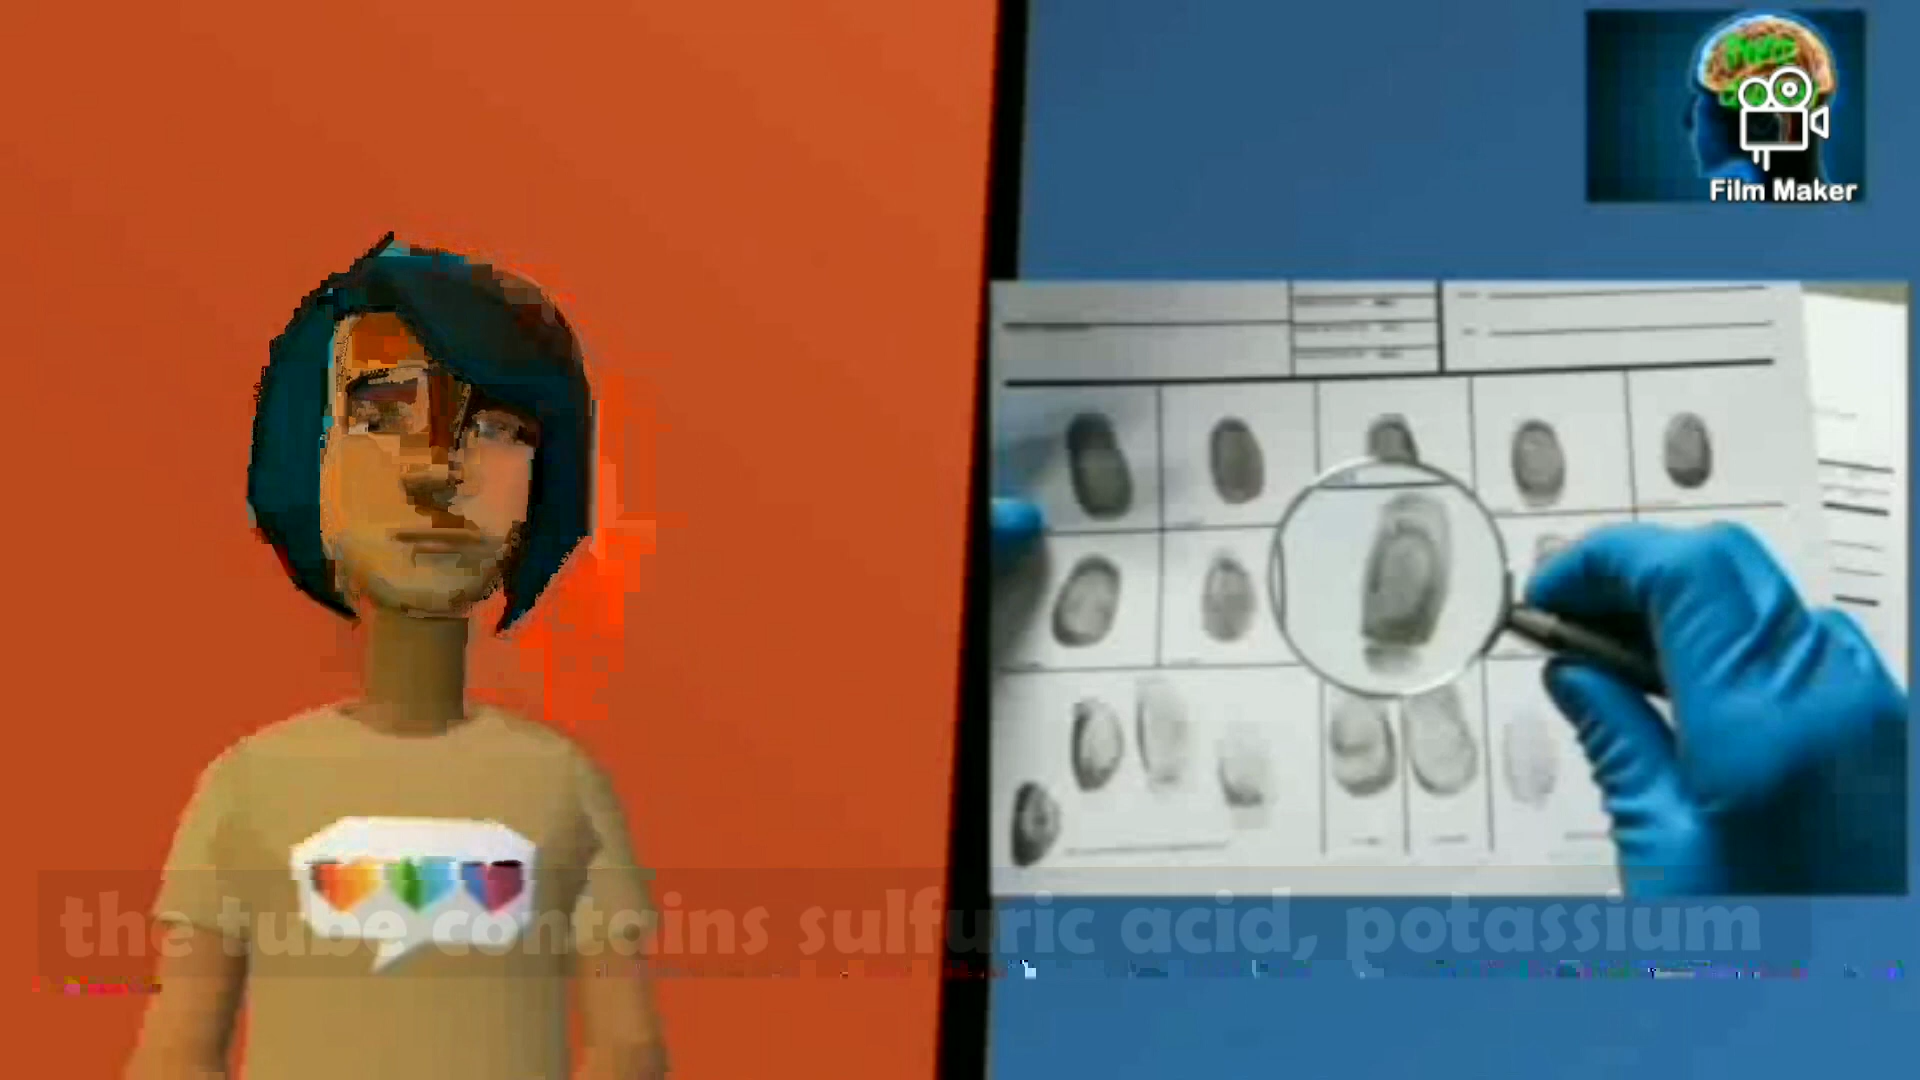 Film Maker
the tube contains sulfuric acid, potassium